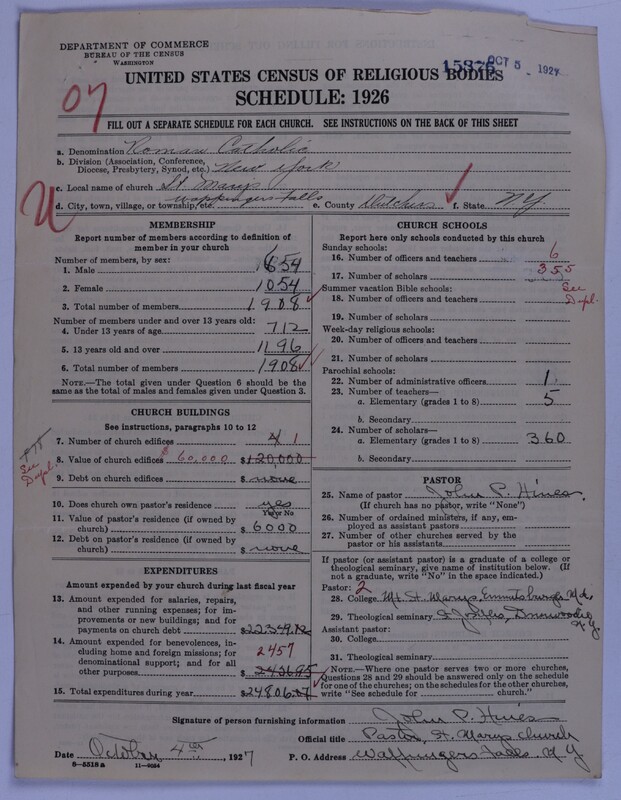 DEPARTMENT OF COMMERCE
BUREAU OF THE CENSUS
WASHINGTON
15376 OCT 5 1927
UNITED STATES CENSUS OF RELIGIOUS BODIES
SCHEDULE: 1926
07
FILL OUT A SEPARATE SCHEDULE FOR EACH CHURCH. SEE INSTRUCTIONS ON THE BACK OF THIS SHEET
a. Denomination Roman Catholic
b. Division (Association, Conference,
Diocese, Presbytery, Synod, etc.) New York
c. Local name of church St Marys
d. City, town, village, or township, etc. Wappingers Falls e. County Dutchess f. State NY
U
MEMBERSHIP
Report number of members according to definition of
member in your church
Number of members, by sex:
1. Male 854
2. Female 1054
3. Total number of members 1908
Number of members under and over 13 years old:
4. Under 13 years of age 712
5. 13 years old and over 1196
6. Total number of members 1908
NOTE.—The total given under Question 6 should be the
same as the total of males and females given under Question 3.
CHURCH BUILDINGS
See instructions, paragraphs 10 to 12
7. Number of church edifices 4 1
8. Value of church edifices $ 60,000 $120,000
See Dupl.
9. Debt on church edifices $ none
10. Does church own pastor's residence yes
Yes or No
11. Value of pastor's residence (if owned by
church) $ 6000
12. Debt on pastor's residence (if owned by
church) $ none
EXPENDITURES
Amount expended by your church during last fiscal year
13. Amount expended for salaries, repairs,
and other running expenses; for im-
provements or new buildings; and for
payments on church debt $22349.12
14. Amount expended for benevolences, in-
cluding home and foreign missions; for 2457
denominational support; and for all
other purposes $ 2456.95
15. Total expenditures during year $24806.07
CHURCH SCHOOLS
Report here only schools conducted by this church
Sunday schools:
16. Number of officers and teachers 6
17. Number of scholars 355
Summer vacation Bible schools: See Dupl.
18. Number of officers and teachers
19. Number of scholars
Week-day religious schools:
20. Number of officers and teachers
21. Number of scholars
Parochial schools:
22. Number of administrative officers 1
23. Number of teachers—
a. Elementary (grades 1 to 8) 5
b. Secondary
24. Number of scholars—
a. Elementary (grades 1 to 8) 360
b. Secondary
PASTOR
25. Name of pastor John P. Hines
(If church has no pastor, write "None")
26. Number of ordained ministers, if any, em-
ployed as assistant pastors
27. Number of other churches served by the
pastor or his assistants
If pastor (or assistant pastor) is a graduate of a college or
theological seminary, give name of institution below. (If
not a graduate, write "No" in the space indicated.)
Pastor: 2
28. College Mt. St. Marys, Emmitsburg Md.
29. Theological seminary St Josephs, Dunwoodie N.Y.
Assistant pastor:
30. College
31. Theological seminary
NOTE.—Where one pastor serves two or more churches,
Questions 28 and 29 should be answered only on the schedule
for one of the churches; on the schedules for the other churches,
write "See schedule for church."
Signature of person furnishing information John P. Hines
Official title Pastor, St. Marys Church
Date October 4th, 1927 P. O. Address Wappingers Falls N Y
8—5518a 11—9064